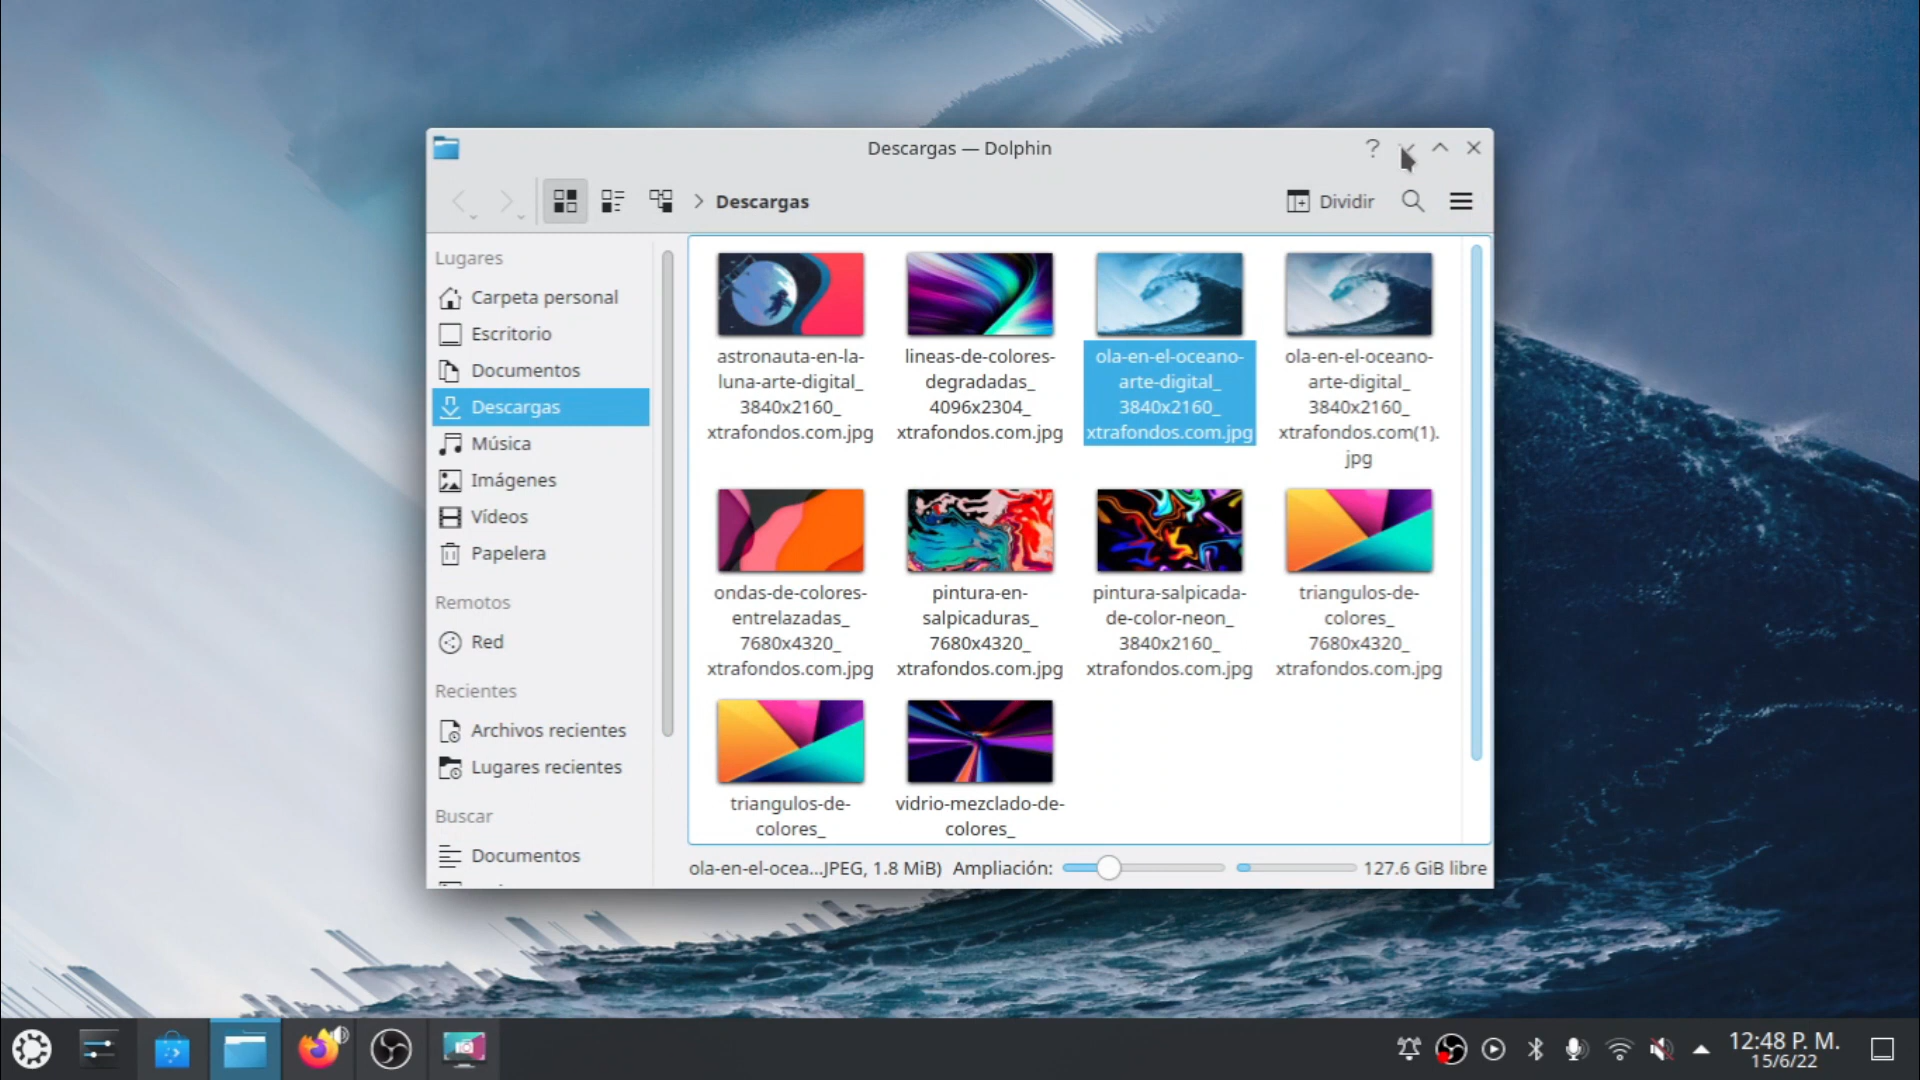 Descargas — Dolphin
Descargas
Dividir
Lugares
Carpeta personal
Escritorio
Documentos
Descargas
Música
Imágenes
Vídeos
Papelera
Remotos
Red
Recientes
Archivos recientes
Lugares recientes
Buscar
Documentos
astronauta-en-la-
luna-arte-digital_
3840x2160_
xtrafondos.com.jpg
lineas-de-colores-
degradadas_
4096x2304_
xtrafondos.com.jpg
ola-en-el-oceano-
arte-digital_
3840x2160_
xtrafondos.com.jpg
ola-en-el-oceano-
arte-digital_
3840x2160_
xtrafondos.com(1).
jpg
ondas-de-colores-
entrelazadas_
7680x4320_
xtrafondos.com.jpg
pintura-en-
salpicaduras_
7680x4320_
xtrafondos.com.jpg
pintura-salpicada-
de-color-neon_
3840x2160_
xtrafondos.com.jpg
triangulos-de-
colores_
7680x4320_
xtrafondos.com.jpg
triangulos-de-
colores_
vidrio-mezclado-de-
colores_
ola-en-el-ocea...JPEG, 1.8 MiB)
Ampliación:
127.6 GiB libre
12:48 P. M.
15/6/22